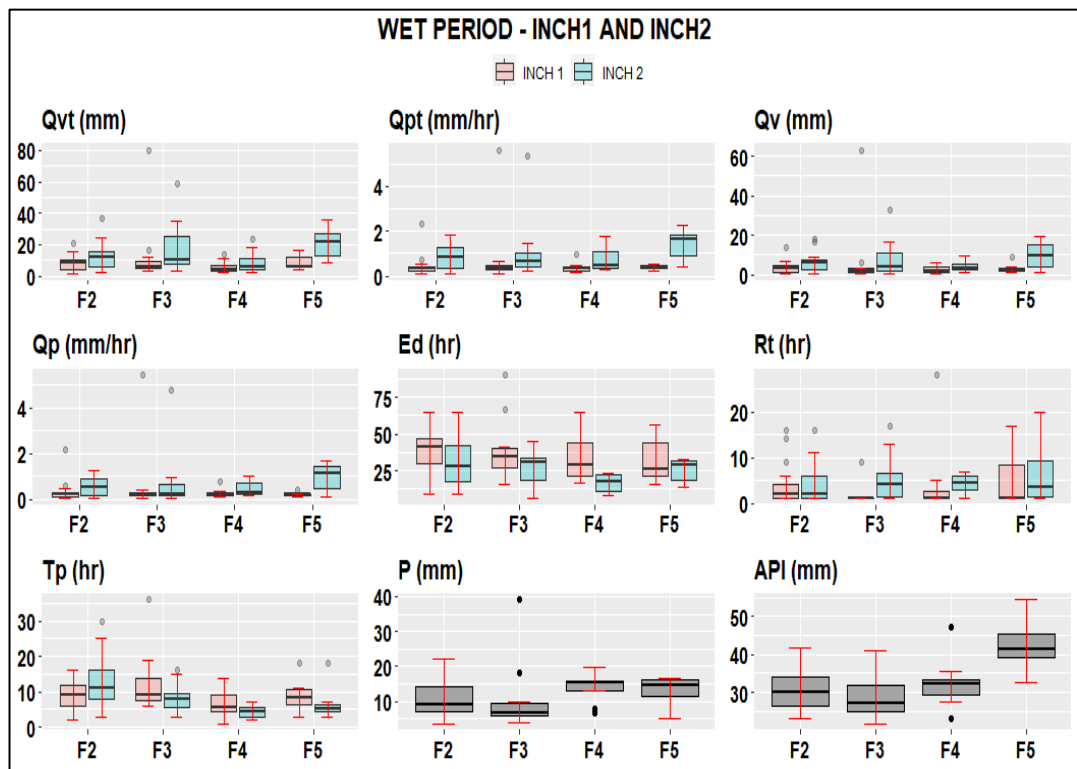 WET PERIOD - INCH1 AND INCH2
INCH 1 INCH 2
Qvt (mm) Qpt (mm/hr) Qv (mm)
80
60
40
20
0
F2 F3 F4 F5
4
2
0
F2 F3 F4 F5
60
40
20
0
F2 F3 F4 F5
Qp (mm/hr) Ed (hr) Rt (hr)
4
2
0
F2 F3 F4 F5
75
50
25
F2 F3 F4 F5
20
10
0
F2 F3 F4 F5
Tp (hr) P (mm) API (mm)
30
20
10
0
F2 F3 F4 F5
40
30
20
10
F2 F3 F4 F5
50
40
30
F2 F3 F4 F5